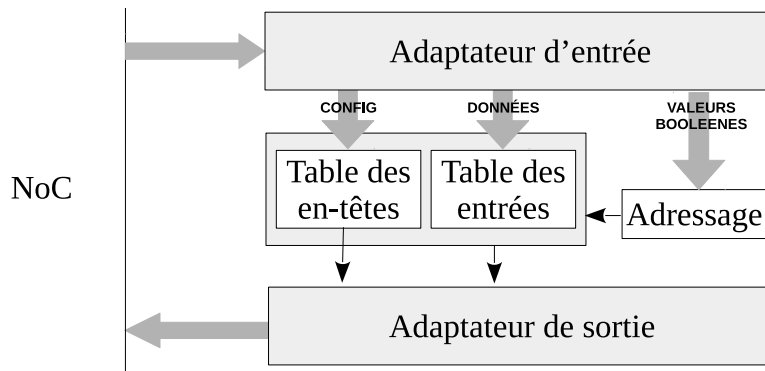 Adaptateur d'entrée
CONFIG
DONNÉES
VALEURS
BOOLEENES
NoC
Table des
en-têtes
Table des
entrées
Adressage
Adaptateur de sortie